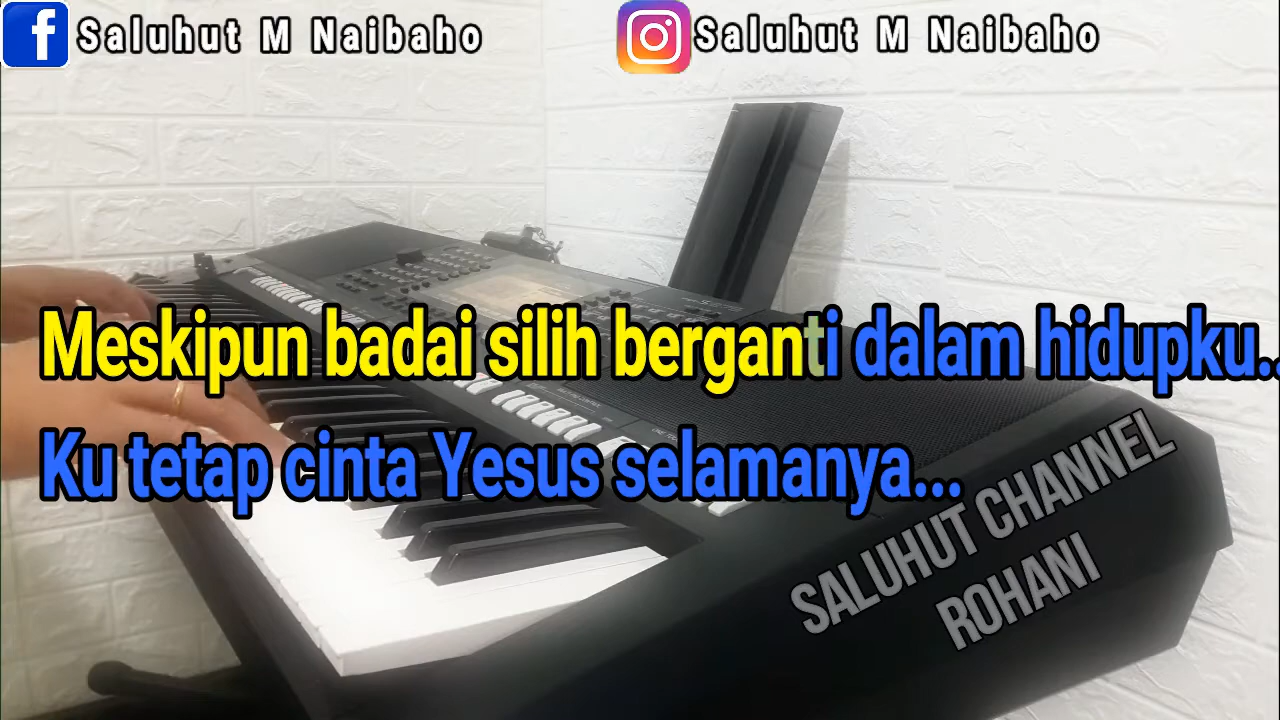 Saluhut M Naibaho
Saluhut M Naibaho
Meskipun badai silih berganti dalam hidupku..
Ku tetap cinta Yesus selamanya...
SALUHUT CHANNEL
ROHANI